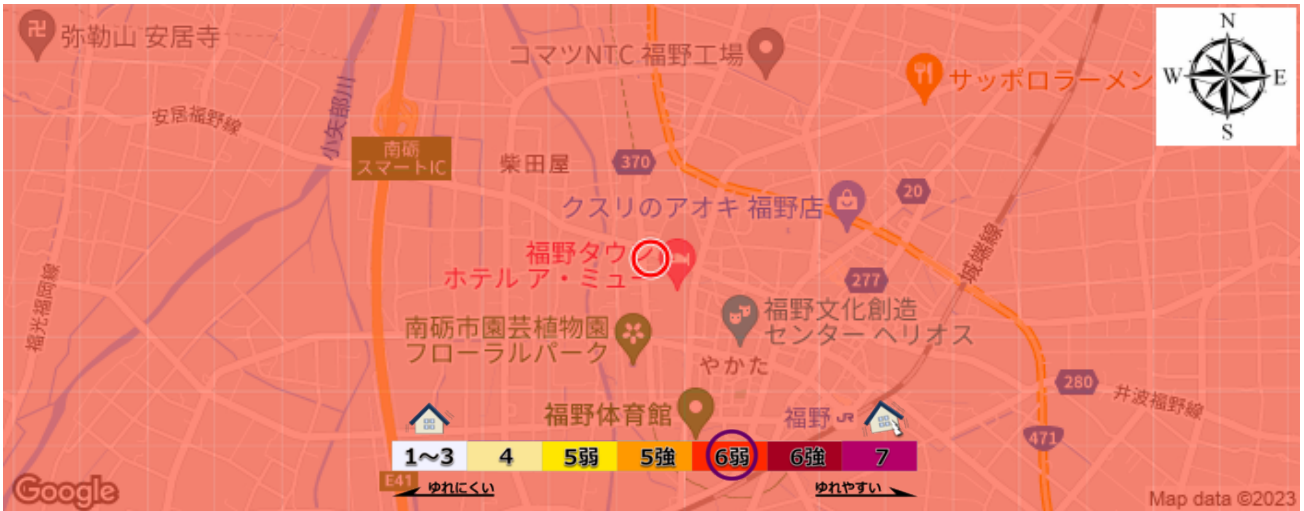 弥勒山 安居寺
コマツNTC 福野工場
サッポロラーメン
N
W
E
S
安居福野線
小矢部川
南砺
スマートIC
柴田屋
370
20
クスリのアオキ 福野店
福野タウン
ホテル ア・ミュー
277
城端線
福光福岡線
南砺市園芸植物園
フローラルパーク
福野文化創造
センター ヘリオス
やかた
280
井波福野線
福野体育館
福野 JR
471
1～3 4 5弱 5強 6弱 6強 7
E41
ゆれにくい
ゆれやすい
Google
Map data ©2023